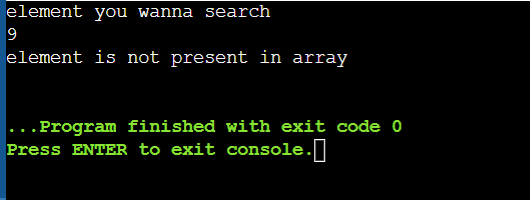 element you wanna search
9
element is not present in array
...Program finished with exit code 0
Press ENTER to exit console.